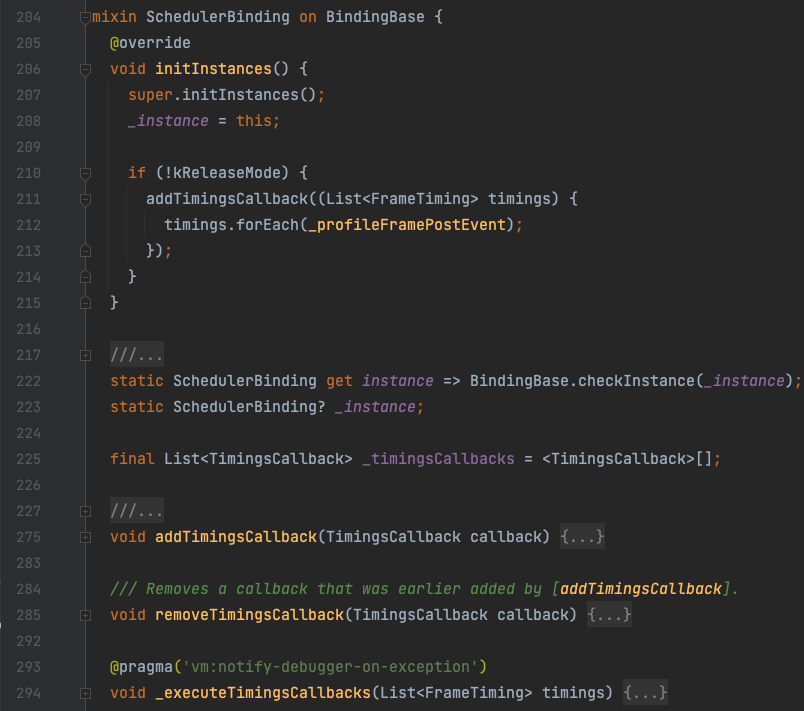 204 mixin SchedulerBinding on BindingBase {
205 @override
206 void initInstances() {
207 super.initInstances();
208 _instance = this;
209
210 if (!kReleaseMode) {
211 addTimingsCallback((List<FrameTiming> timings) {
212 timings.forEach(_profileFramePostEvent);
213 });
214 }
215 }
216
217 ///...
222 static SchedulerBinding get instance => BindingBase.checkInstance(_instance);
223 static SchedulerBinding? _instance;
224
225 final List<TimingsCallback> _timingsCallbacks = <TimingsCallback>[];
226
227 ///...
275 void addTimingsCallback(TimingsCallback callback) {...}
283
284 /// Removes a callback that was earlier added by [addTimingsCallback].
285 void removeTimingsCallback(TimingsCallback callback) {...}
292
293 @pragma('vm:notify-debugger-on-exception')
294 void _executeTimingsCallbacks(List<FrameTiming> timings) {...}